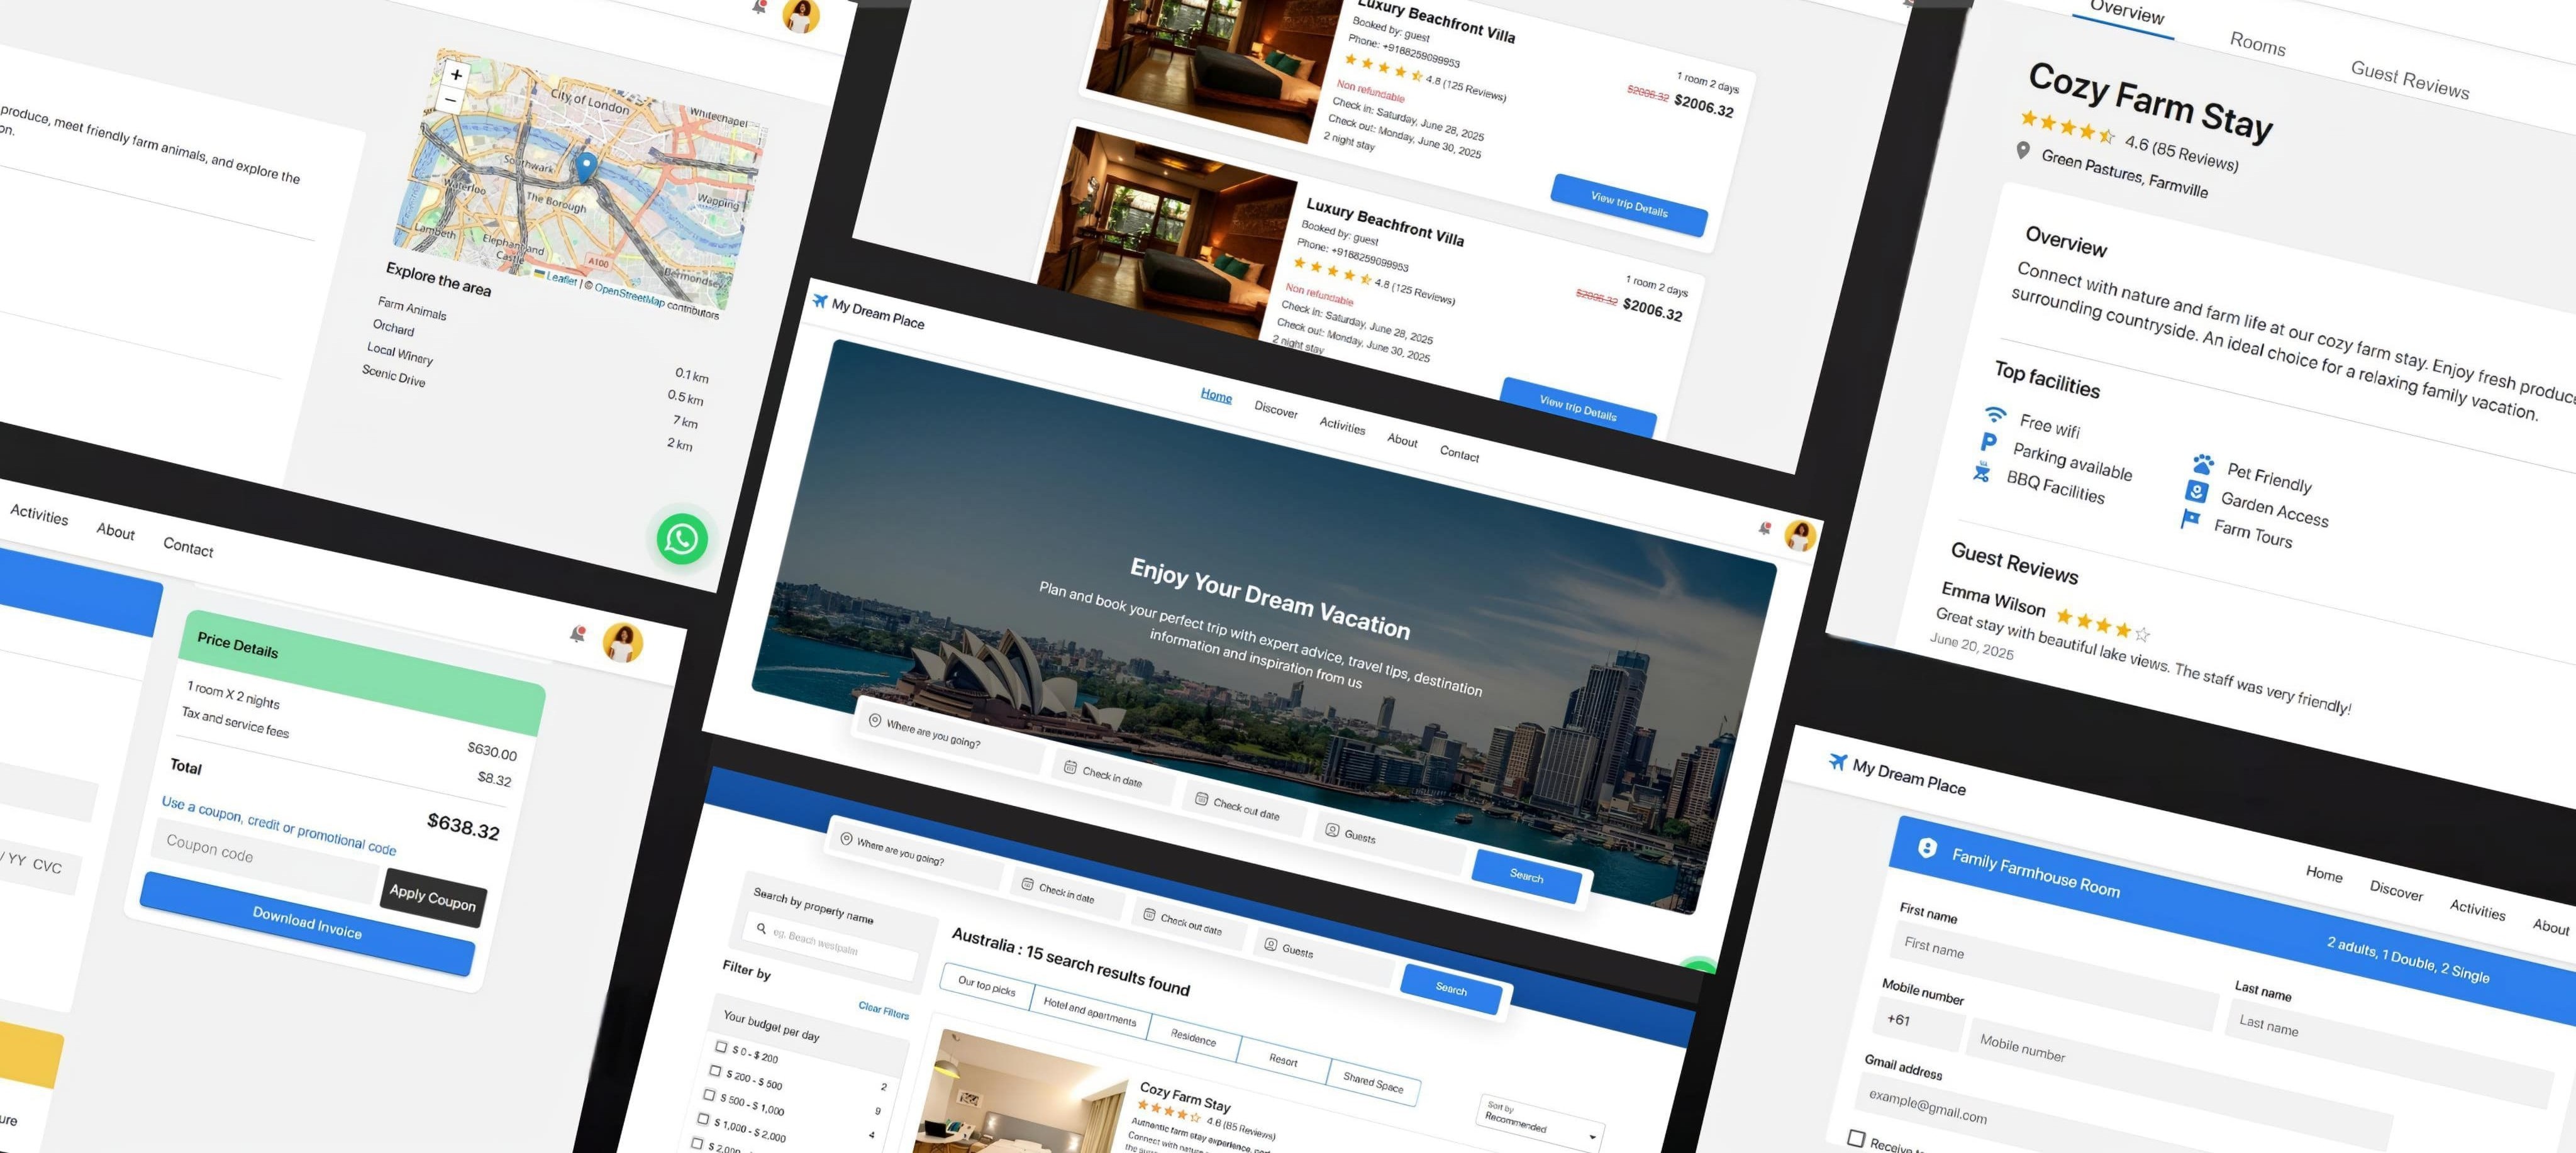 produce, meet friendly farm animals, and explore the
on.
+
−
City of London
Whitechapel
Southwark
Waterloo
The Borough
Wapping
Lambeth
Elephant and
Castle
A100
Bermondsey
Leaflet | © OpenStreetMap contributors
Explore the area
Farm Animals
0.1 km
Orchard
0.5 km
Local Winery
7 km
Scenic Drive
2 km
Luxury Beachfront Villa
Booked by: guest
Phone: +9168259099953
4.8 (125 Reviews)
Non refundable
Check in: Saturday, June 28, 2025
Check out: Monday, June 30, 2025
2 night stay
1 room 2 days
$2006.32 $2006.32
View trip Details
Luxury Beachfront Villa
Booked by: guest
Phone: +9168259099953
4.8 (125 Reviews)
Non refundable
Check in: Saturday, June 28, 2025
Check out: Monday, June 30, 2025
2 night stay
1 room 2 days
$2006.32 $2006.32
View trip Details
Overview
Rooms
Guest Reviews
Cozy Farm Stay
4.6 (85 Reviews)
Green Pastures, Farmville
Overview
Connect with nature and farm life at our cozy farm stay. Enjoy fresh produc
surrounding countryside. An ideal choice for a relaxing family vacation.
Top facilities
Free wifi
Parking available
BBQ Facilities
Pet Friendly
Garden Access
Farm Tours
Guest Reviews
Emma Wilson
Great stay with beautiful lake views. The staff was very friendly!
June 20, 2025
My Dream Place
Home
Discover
Activities
About
Contact
Enjoy Your Dream Vacation
Plan and book your perfect trip with expert advice, travel tips, destination
information and inspiration from us
Where are you going?
Check in date
Check out date
Guests
Search
Activities
About
Contact
Price Details
1 room X 2 nights
$630.00
Tax and service fees
$8.32
Total
$638.32
Use a coupon, credit or promotional code
Coupon code
Apply Coupon
Download Invoice
/ YY CVC
ure
Where are you going?
Check in date
Check out date
Guests
Search
Search by property name
eg. Beach westpalm
Filter by
Clear Filters
Your budget per day
$ 0 - $ 200
2
$ 200 - $ 500
9
$ 500 - $ 1,000
4
$ 1,000 - $ 2,000
$ 2,000
Australia : 15 search results found
Our top picks
Hotel and apartments
Residence
Resort
Shared Space
Sort by
Recommended
Cozy Farm Stay
4.6 (85 Reviews)
Authentic farm stay experience,
Connect with nature
My Dream Place
Home
Discover
Activities
About
Family Farmhouse Room
2 adults, 1 Double, 2 Single
First name
First name
Last name
Last name
Mobile number
+61
Mobile number
Gmail address
example@gmail.com
Receive